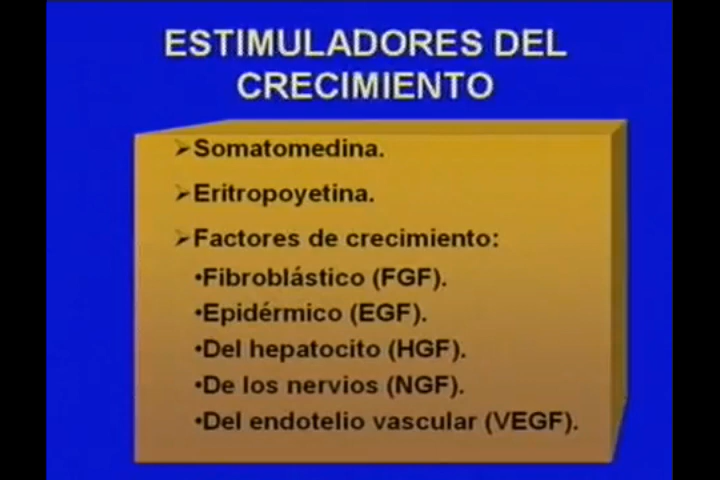 ESTIMULADORES DEL
CRECIMIENTO
➢Somatomedina.
➢Eritropoyetina.
➢Factores de crecimiento:
•Fibroblástico (FGF).
•Epidérmico (EGF).
•Del hepatocito (HGF).
•De los nervios (NGF).
•Del endotelio vascular (VEGF).